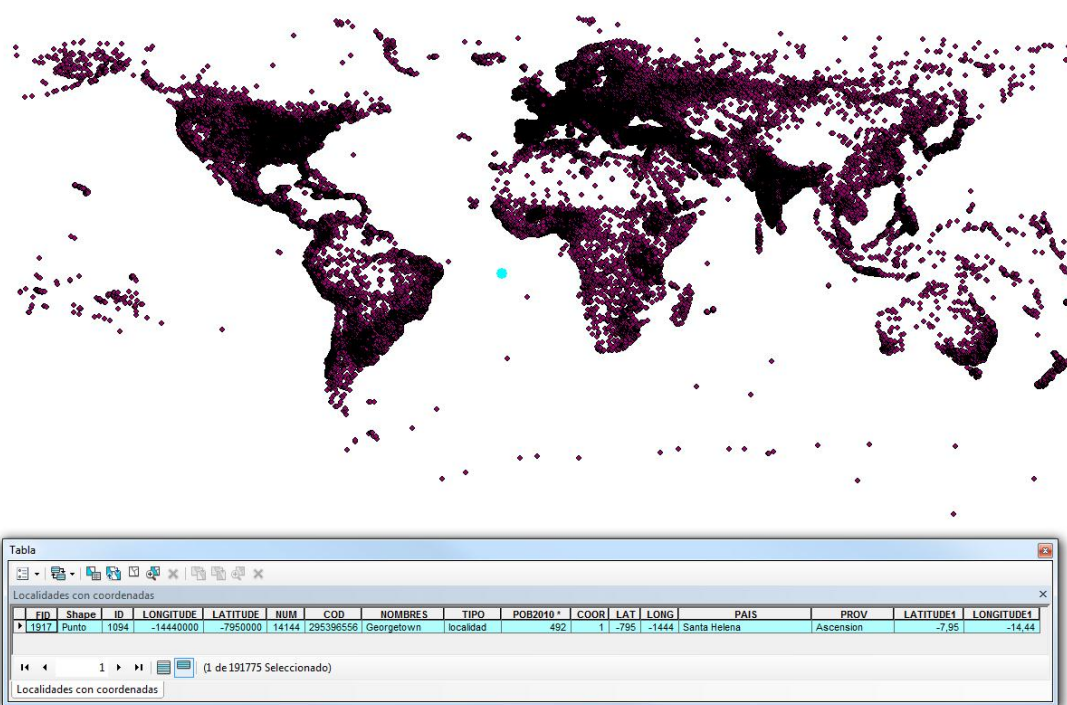 Tabla
Localidades con coordenadas
FID Shape ID LONGITUDE LATITUDE NUM COD NOMBRES TIPO POB2010 * COOR LAT LONG PAIS PROV LATITUDE1 LONGITUDE1
1917 Punto 1094 -14440000 -7950000 14144 295396556 Georgetown localidad 492 1 -795 -1444 Santa Helena Ascension -7,95 -14,44
1 (1 de 191775 Seleccionado)
Localidades con coordenadas